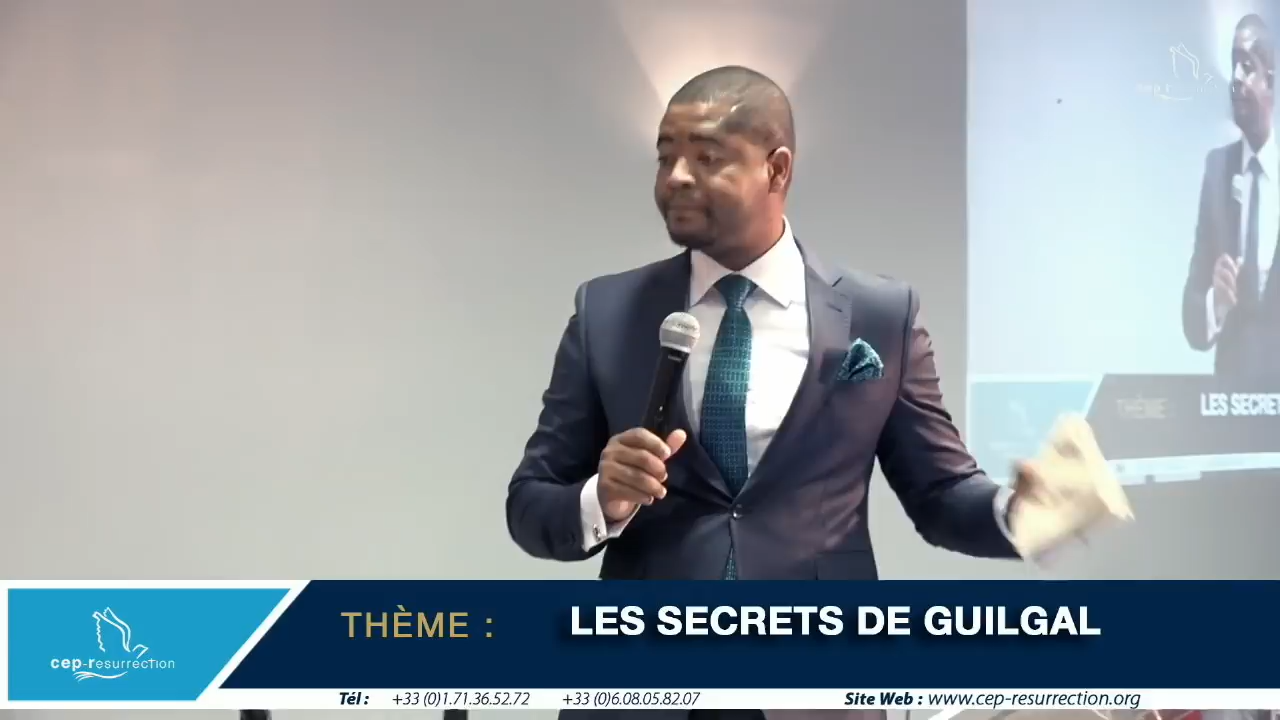 THÈME
LES SECRET
THÈME : LES SECRETS DE GUILGAL
cep-resurrection
Tél : +33 (0)1.71.36.52.72 +33 (0)6.08.05.82.07 Site Web : www.cep-resurrection.org